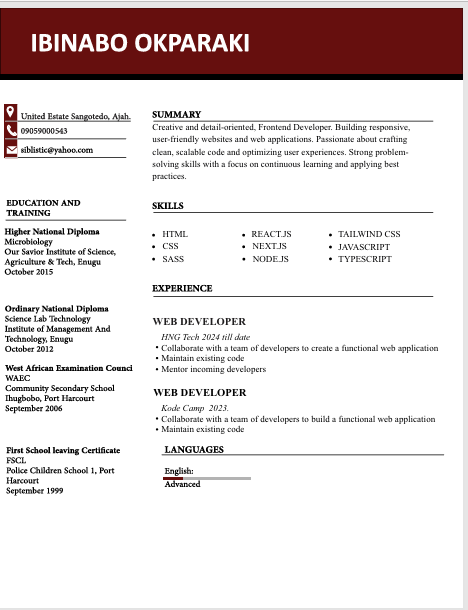 IBINABO OKPARAKI
United Estate Sangotedo, Ajah.
09059000543
siblistic@yahoo.com
EDUCATION AND
TRAINING
Higher National Diploma
Microbiology
Our Savior Institute of Science,
Agriculture & Tech, Enugu
October 2015
Ordinary National Diploma
Science Lab Technology
Institute of Management And
Technology, Enugu
October 2012
West African Examination Counci
WAEC
Community Secondary School
Ihugbobo, Port Harcourt
September 2006
First School leaving Certificate
FSCL
Police Children School 1, Port
Harcourt
September 1999
SUMMARY
Creative and detail-oriented, Frontend Developer. Building responsive,
user-friendly websites and web applications. Passionate about crafting
clean, scalable code and optimizing user experiences. Strong problem-
solving skills with a focus on continuous learning and applying best
practices.
SKILLS
• HTML
• CSS
• SASS
• REACT.JS
• NEXT.JS
• NODE.JS
• TAILWIND CSS
• JAVASCRIPT
• TYPESCRIPT
EXPERIENCE
WEB DEVELOPER
HNG Tech 2024 till date
• Collaborate with a team of developers to create a functional web application
• Maintain existing code
• Mentor incoming developers
WEB DEVELOPER
Kode Camp 2023.
• Collaborate with a team of developers to build a functional web application
• Maintain existing code
LANGUAGES
English:
Advanced